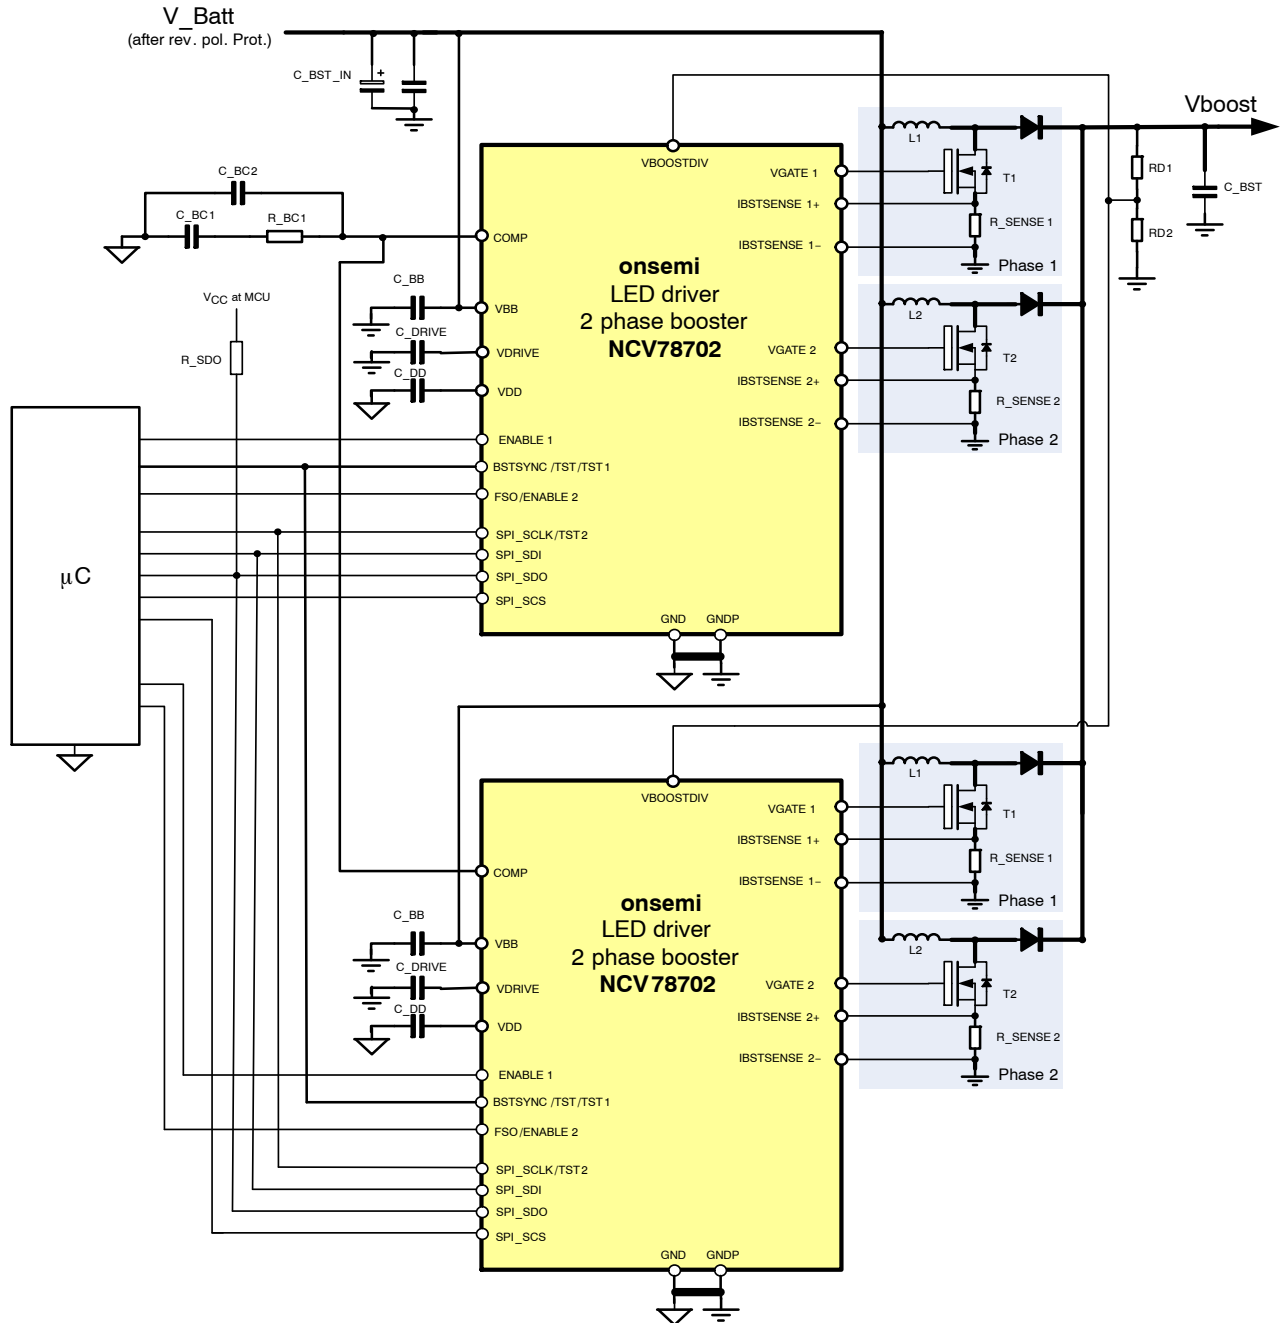 V_Batt
(after rev. pol. Prot.)
C_BST_IN
+
Vboost
L1
VBOOSTDIV
VGATE 1
T1
RD1
C_BST
C_BC2
IBSTSENSE 1+
C_BC1
R_BC1
R_SENSE 1
RD2
COMP
IBSTSENSE 1−
onsemi
LED driver
2 phase booster
NCV78702
Phase 1
C_BB
VCC at MCU
VBB
L2
C_DRIVE
VDRIVE
VGATE 2
T2
R_SDO
C_DD
VDD
IBSTSENSE 2+
R_SENSE 2
IBSTSENSE 2−
Phase 2
ENABLE 1
BSTSYNC /TST/TST1
FSO/ENABLE 2
SPI_SCLK/TST2
SPI_SDI
µC
SPI_SDO
SPI_SCS
GND
GNDP
L1
VBOOSTDIV
VGATE 1
T1
IBSTSENSE 1+
R_SENSE 1
COMP
IBSTSENSE 1−
onsemi
LED driver
2 phase booster
NCV78702
Phase 1
C_BB
VBB
L2
C_DRIVE
VDRIVE
VGATE 2
T2
C_DD
VDD
IBSTSENSE 2+
R_SENSE 2
IBSTSENSE 2−
Phase 2
ENABLE 1
BSTSYNC /TST/TST1
FSO/ENABLE 2
SPI_SCLK/TST2
SPI_SDI
SPI_SDO
SPI_SCS
GND
GNDP